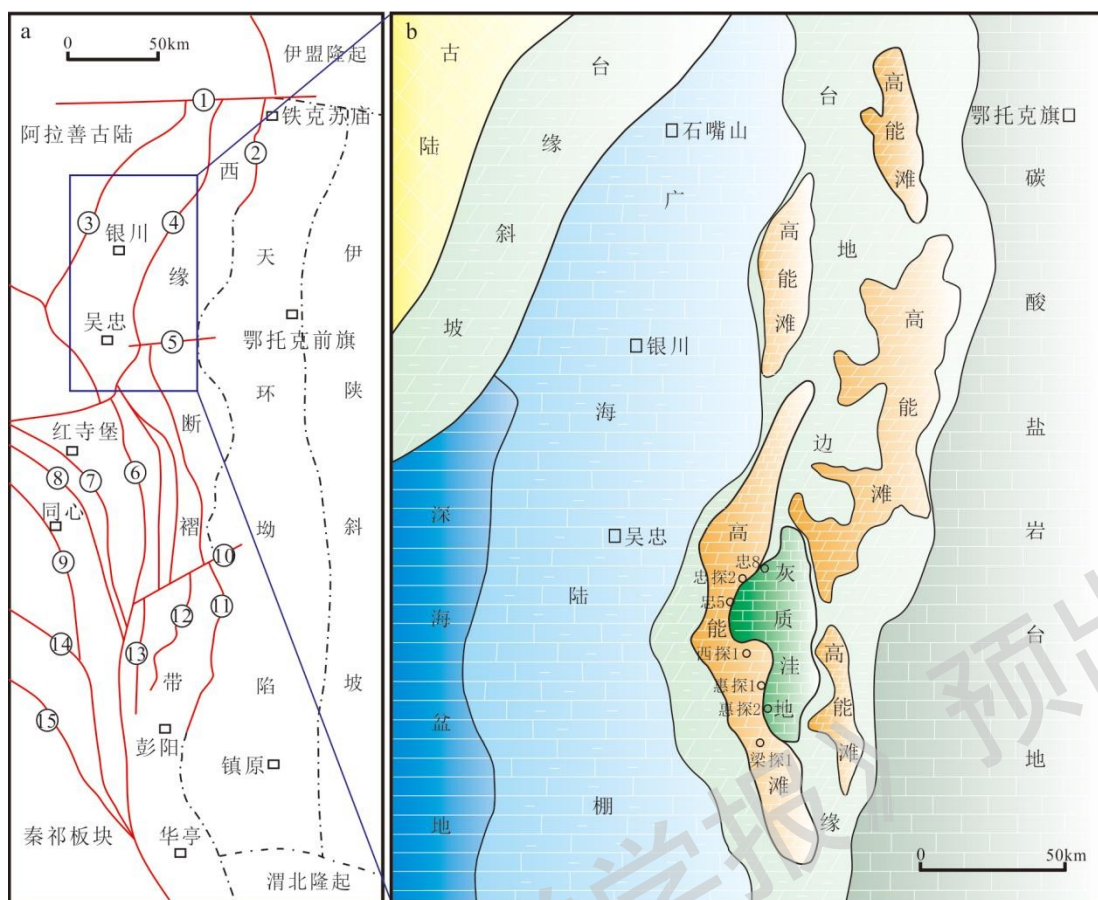 a
0 50km
伊盟隆起
①
铁克苏庙
阿拉善古陆
②
西
③
④
银川
缘
天
伊
吴忠
⑤
鄂托克前旗
环
陕
断
红寺堡
⑥
⑦
⑧
同心
褶
坳
斜
⑨
⑩
⑪
⑫
⑬
⑭
⑮
带
陷
坡
彭阳
镇原
秦祁板块
华亭
渭北隆起
b
古陆
台缘斜坡
石嘴山
鄂托克旗
高能滩
台地边缘
碳酸盐岩台地
广海陆棚
高能滩
银川
高能滩
深海盆地
吴忠
高能滩
忠8
忠探2
忠5
灰质洼地
西探1
惠探1
惠探2
梁探1
高能滩
0 50km
学报》预出